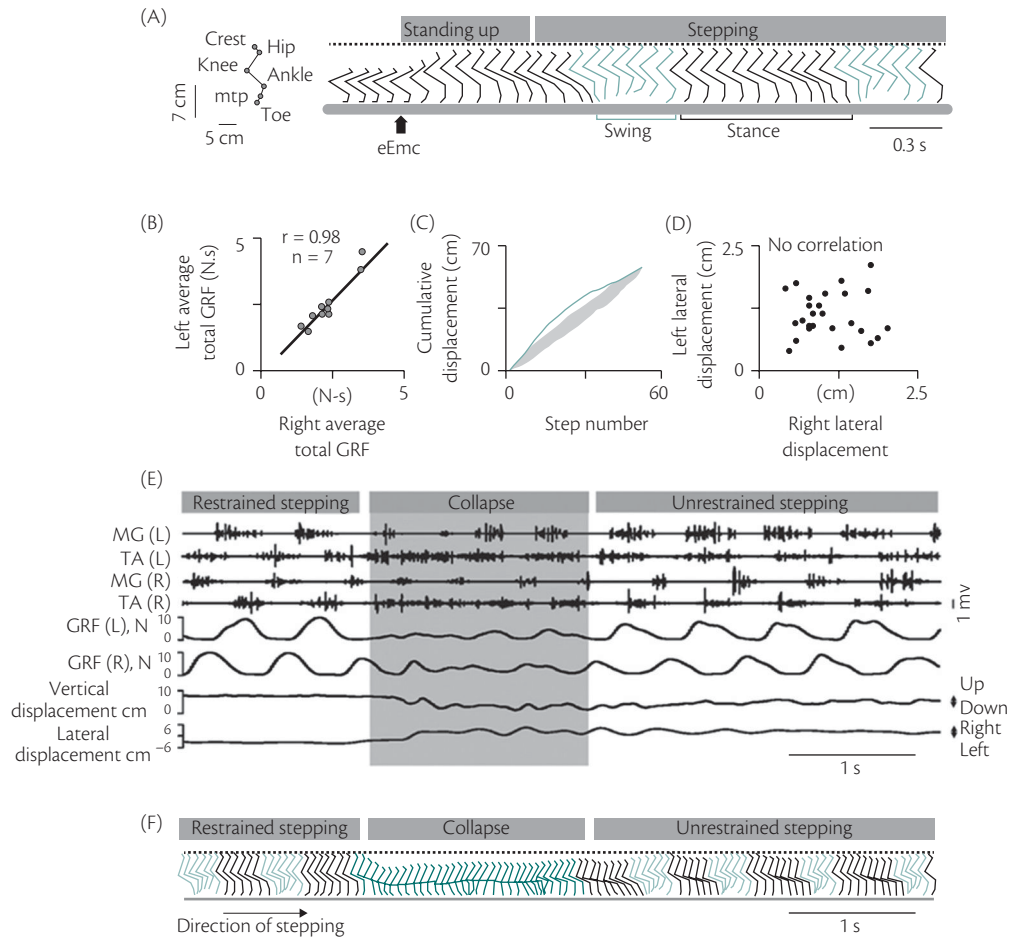 (A)
Standing up
Stepping
Crest
Hip
Knee
Ankle
mtp
Toe
7 cm
5 cm
eEmc
Swing
Stance
0.3 s
(B)
5
r = 0.98
n = 7
Left average
total GRF (N.s)
0
0
(N-s)
5
Right average
total GRF
(C)
70
Cumulative
displacement (cm)
0
0
60
Step number
(D)
2.5
No correlation
Left lateral
displacement (cm)
0
0
(cm)
2.5
Right lateral
displacement
(E)
Restrained stepping
Collapse
Unrestrained stepping
MG (L)
TA (L)
MG (R)
TA (R)
1 mv
GRF (L), N
10
0
GRF (R), N
10
0
Vertical
displacement cm
10
0
Up
Down
Lateral
displacement cm
6
−6
Right
Left
1 s
(F)
Restrained stepping
Collapse
Unrestrained stepping
Direction of stepping
1 s